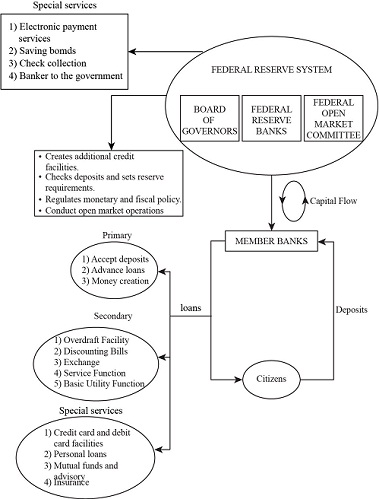 Special services
1) Electronic payment
services
2) Saving bomds
3) Check collection
4) Banker to the government
FEDERAL RESERVE SYSTEM
BOARD
OF
GOVERNORS
FEDERAL
RESERVE
BANKS
FEDERAL
OPEN
MARKET
COMMITTEE
• Creates additional credit
facilities.
• Checks deposits and sets reserve
requirements.
• Regulates monetary and fiscal policy.
• Conduct open market operations
Capital Flow
MEMBER BANKS
Primary
1) Accept deposits
2) Advance loans
3) Money creation
loans
Deposits
Secondary
1) Overdraft Facility
2) Discounting Bills
3) Exchange
4) Service Function
5) Basic Utility Function
Citizens
Special services
1) Credit card and debit
card facilities
2) Personal loans
3) Mutual funds and
advisory
4) Insurance